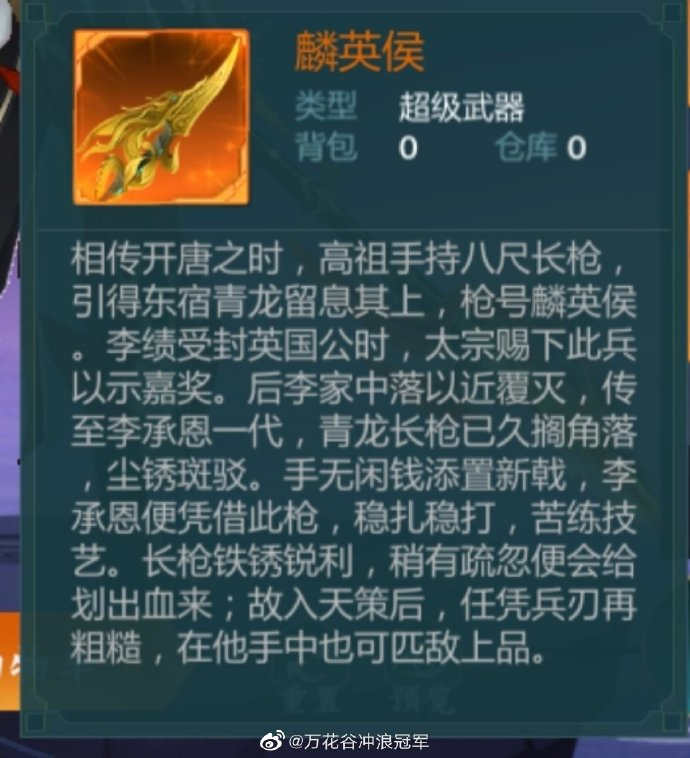 麟英侯
类型 超级武器
背包 0 仓库 0
相传开唐之时，高祖手持八尺长枪，
引得东宿青龙留息其上，枪号麟英侯
。李绩受封英国公时，太宗赐下此兵
以示嘉奖。后李家中落以近覆灭，传
至李承恩一代，青龙长枪已久搁角落
，尘锈斑驳。手无闲钱添置新戟，李
承恩便凭借此枪，稳扎稳打，苦练技
艺。长枪铁锈锐利，稍有疏忽便会给
划出血来；故入天策后，任凭兵刃再
粗糙，在他手中也可匹敌上品。
重置 预览
@万花谷冲浪冠军